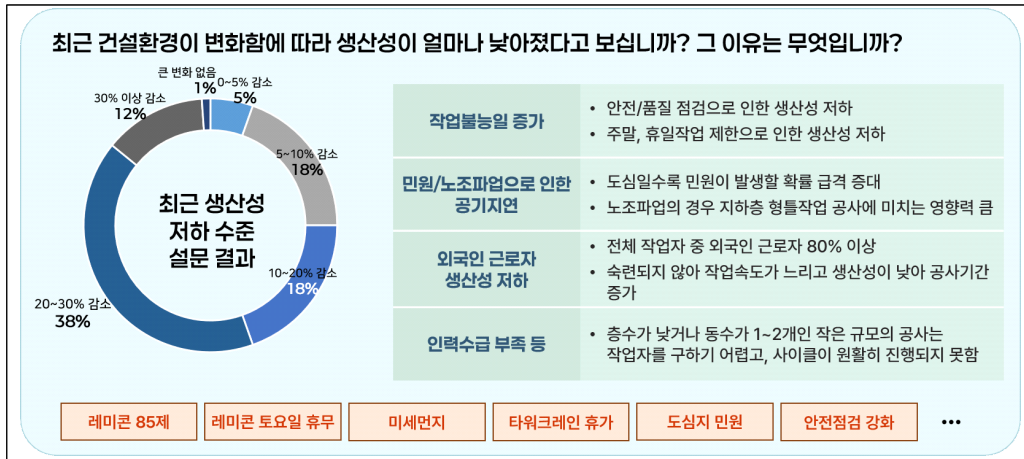 최근 건설환경이 변화함에 따라 생산성이 얼마나 낮아졌다고 보십니까? 그 이유는 무엇입니까?
큰 변화 없음
1%
0~5% 감소
5%
30% 이상 감소
12%
5~10% 감소
18%
최근 생산성
저하 수준
설문 결과
10~20% 감소
18%
20~30% 감소
38%
작업불능일 증가
• 안전/품질 점검으로 인한 생산성 저하
• 주말, 휴일작업 제한으로 인한 생산성 저하
민원/노조파업으로 인한
공기지연
• 도심일수록 민원이 발생할 확률 급격 증대
• 노조파업의 경우 지하층 형틀작업 공사에 미치는 영향력 큼
외국인 근로자
생산성 저하
• 전체 작업자 중 외국인 근로자 80% 이상
• 숙련되지 않아 작업속도가 느리고 생산성이 낮아 공사기간
증가
인력수급 부족 등
• 층수가 낮거나 동수가 1~2개인 작은 규모의 공사는
작업자를 구하기 어렵고, 사이클이 원활히 진행되지 못함
레미콘 85제
레미콘 토요일 휴무
미세먼지
타워크레인 휴가
도심지 민원
안전점검 강화
•••